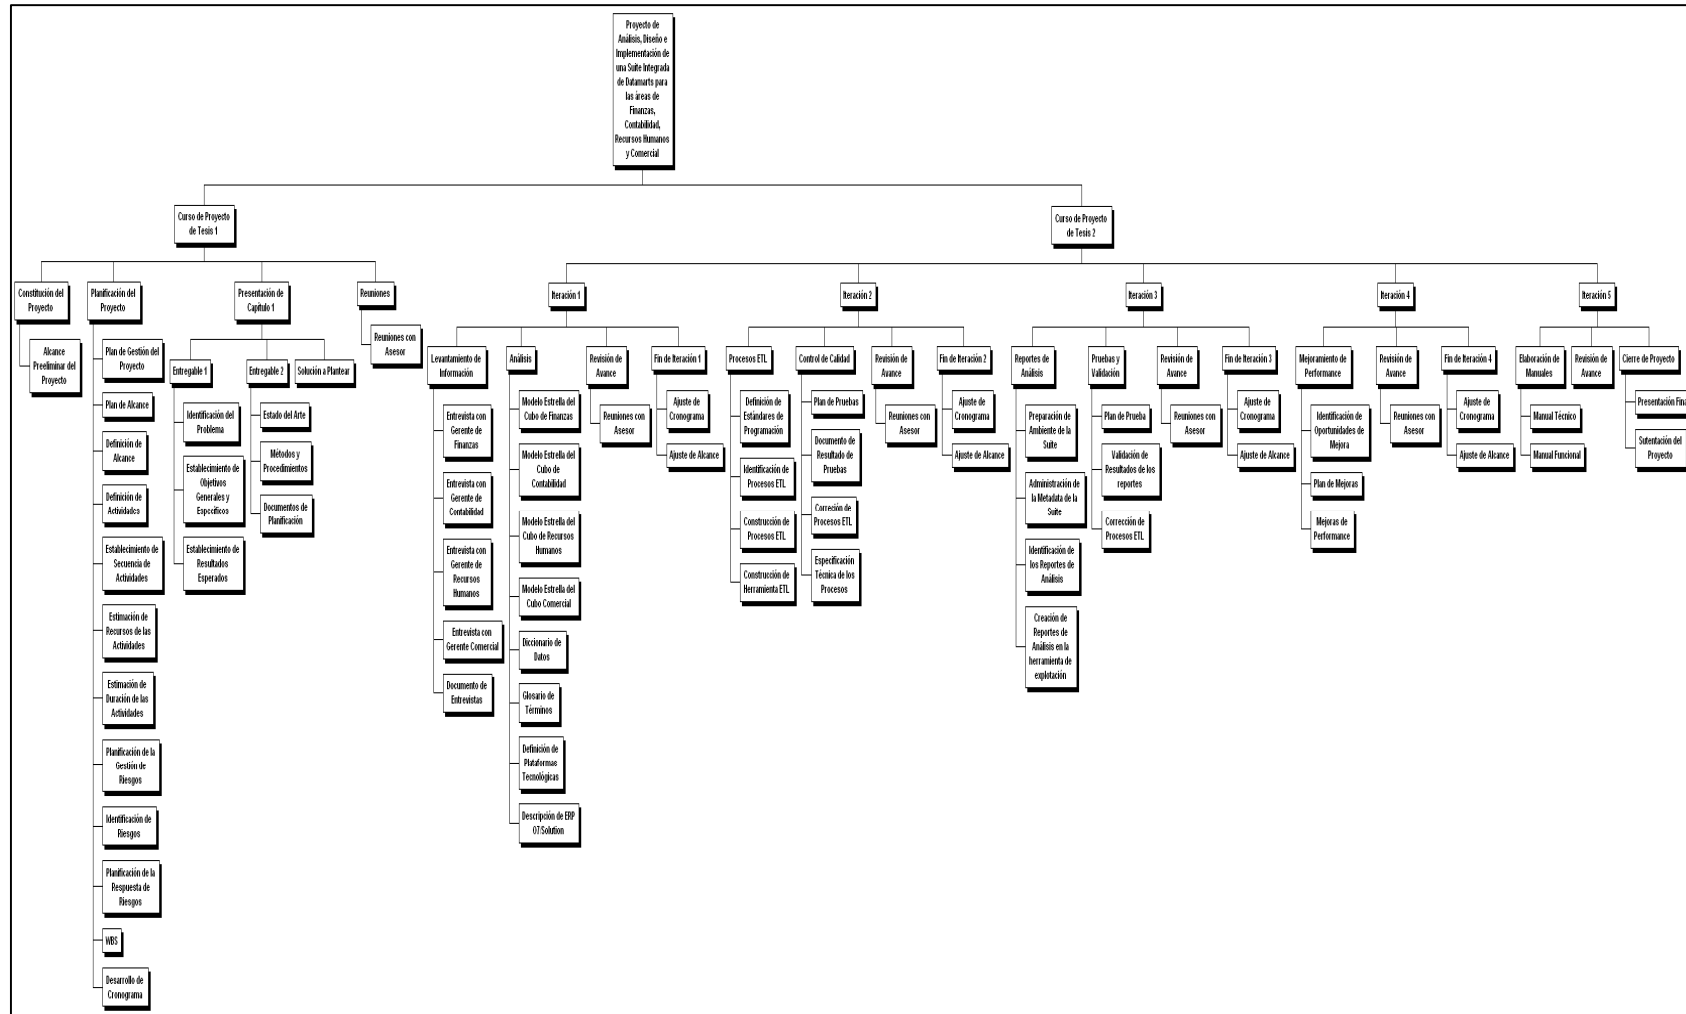 Proyecto de
Análisis, Diseño e
Implementación de
una Suite Integrada
de Datamarts para
las áreas de
Finanzas,
Contabilidad,
Recursos Humanos
y Comercial
Curso de Proyecto
de Tesis 1
Curso de Proyecto
de Tesis 2
Constitución del
Proyecto
Planificación del
Proyecto
Presentación de
Capítulo 1
Reuniones
Iteración 1
Iteración 2
Iteración 3
Iteración 4
Iteración 5
Alcance
Preeliminar del
Proyecto
Plan de Gestión del
Proyecto
Plan de Alcance
Definición de
Alcance
Definición de
Actividades
Establecimiento de
Secuencia de
Actividades
Estimación de
Recursos de las
Actividades
Estimación de
Duración de las
Actividades
Planificación de la
Gestión de
Riesgos
Identificación de
Riesgos
Planificación de la
Respuesta de
Riesgos
WBS
Desarrollo de
Cronograma
Entregable 1
Identificación del
Problema
Establecimiento de
Objetivos
Generales y
Específicos
Establecimiento de
Resultados
Esperados
Entregable 2
Estado del Arte
Métodos y
Procedimientos
Documentos de
Planificación
Solución a Plantear
Reuniones con
Asesor
Levantamiento de
Información
Entrevista con
Gerente de
Finanzas
Entrevista con
Gerente de
Contabilidad
Entrevista con
Gerente de
Recursos
Humanos
Entrevista con
Gerente Comercial
Documento de
Entrevistas
Análisis
Modelo Estrella del
Cubo de Finanzas
Modelo Estrella del
Cubo de
Contabilidad
Modelo Estrella del
Cubo de Recursos
Humanos
Modelo Estrella del
Cubo Comercial
Diccionario de
Datos
Glosario de
Términos
Definición de
Plataformas
Tecnológicas
Descripción de ERP
O7/Solution
Revisión de
Avance
Reuniones con
Asesor
Fin de Iteración 1
Ajuste de
Cronograma
Ajuste de Alcance
Procesos ETL
Definición de
Estándares de
Programación
Identificación de
Procesos ETL
Construcción de
Procesos ETL
Construcción de
Herramienta ETL
Control de Calidad
Plan de Pruebas
Documento de
Resultado de
Pruebas
Correción de
Procesos ETL
Especificación
Técnica de los
Procesos
Revisión de
Avance
Reuniones con
Asesor
Fin de Iteración 2
Ajuste de
Cronograma
Ajuste de Alcance
Reportes de
Análisis
Preparación de
Ambiente de la
Suite
Administración de
la Metadata de la
Suite
Identificación de
los Reportes de
Análisis
Creación de
Reportes de
Análisis en la
herramienta de
explotación
Pruebas y
Validación
Plan de Prueba
Validación de
Resultados de los
reportes
Corrección de
Procesos ETL
Revisión de
Avance
Reuniones con
Asesor
Fin de Iteración 3
Ajuste de
Cronograma
Ajuste de Alcance
Mejoramiento de
Performance
Identificación de
Oportunidades de
Mejora
Plan de Mejoras
Mejoras de
Performance
Revisión de
Avance
Reuniones con
Asesor
Fin de Iteración 4
Ajuste de
Cronograma
Ajuste de Alcance
Elaboración de
Manuales
Manual Técnico
Manual Funcional
Revisión de
Avance
Cierre de Proyecto
Presentación Fina
Sutentación del
Proyecto